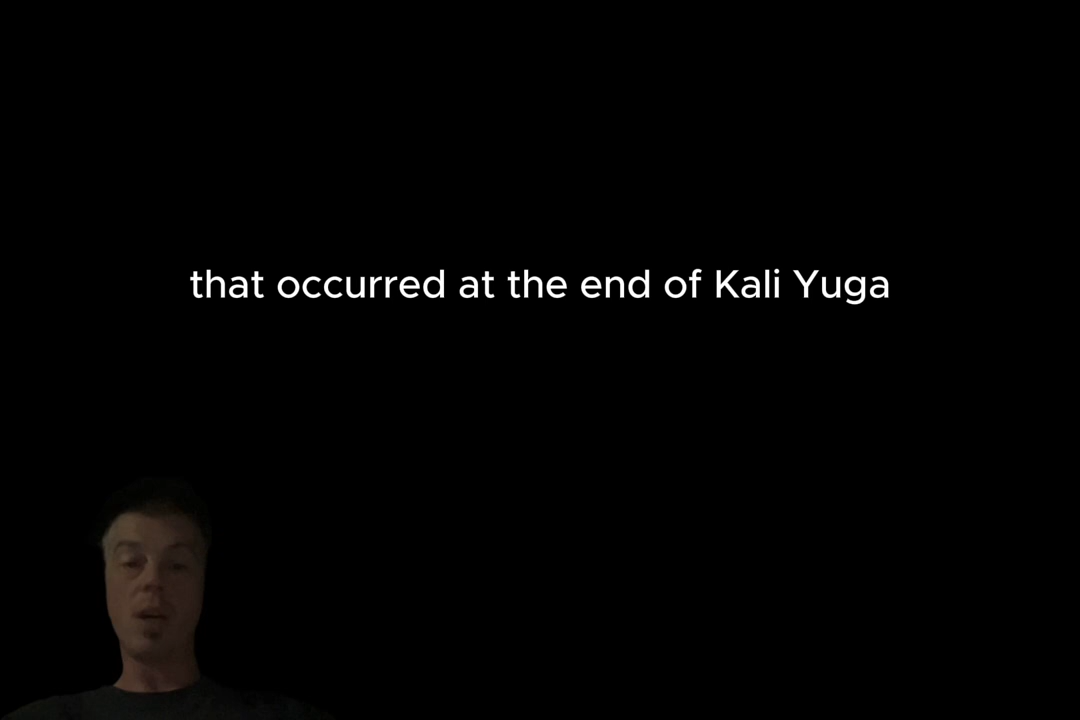 that occurred at the end of Kali Yuga